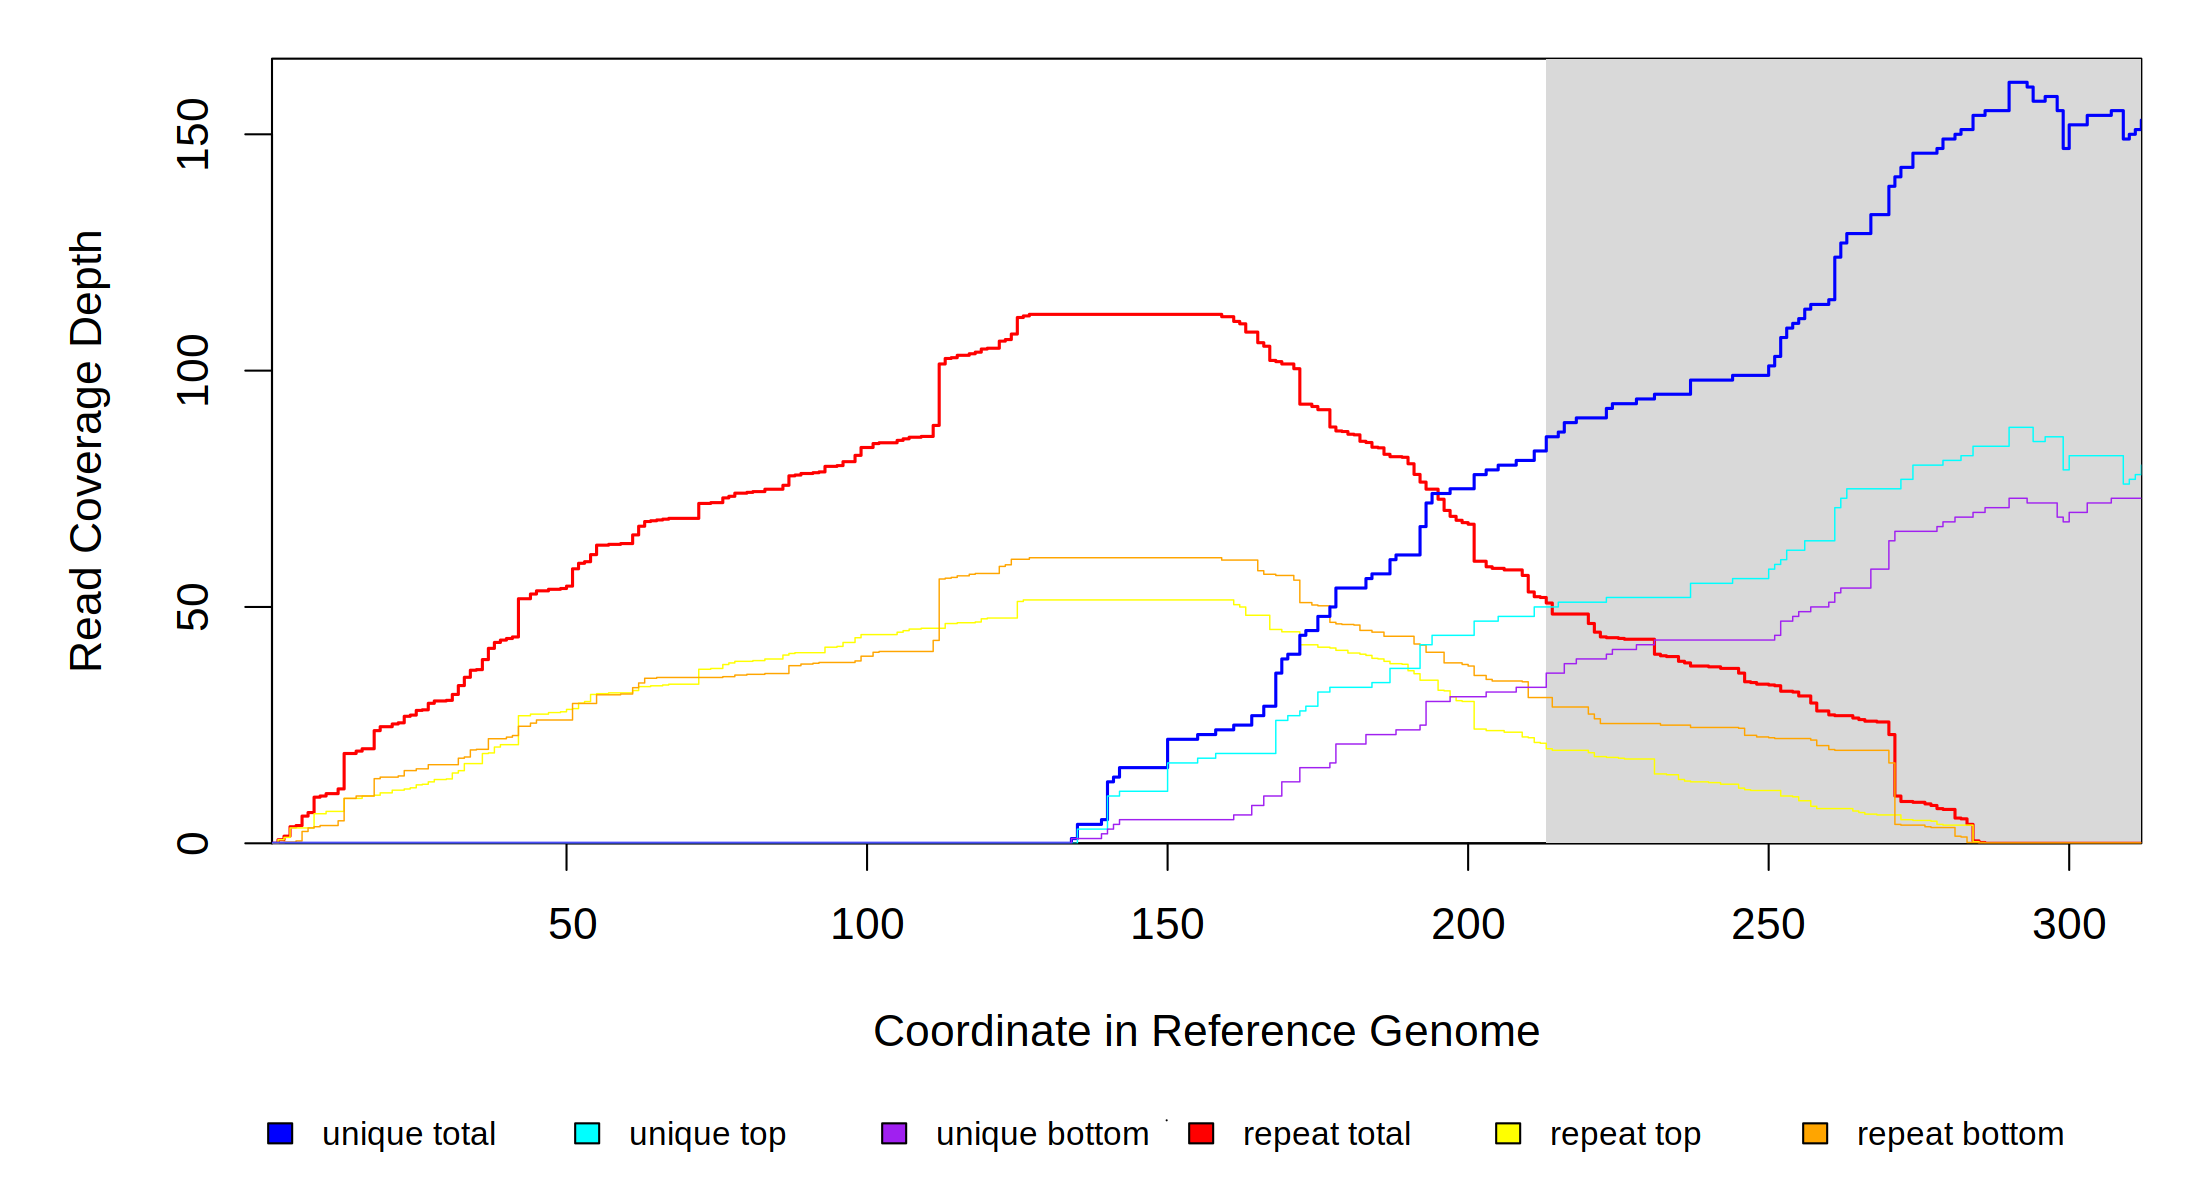 150
100
50
0
Read Coverage Depth
50 100 150 200 250 300
Coordinate in Reference Genome
unique total unique top unique bottom repeat total repeat top repeat bottom